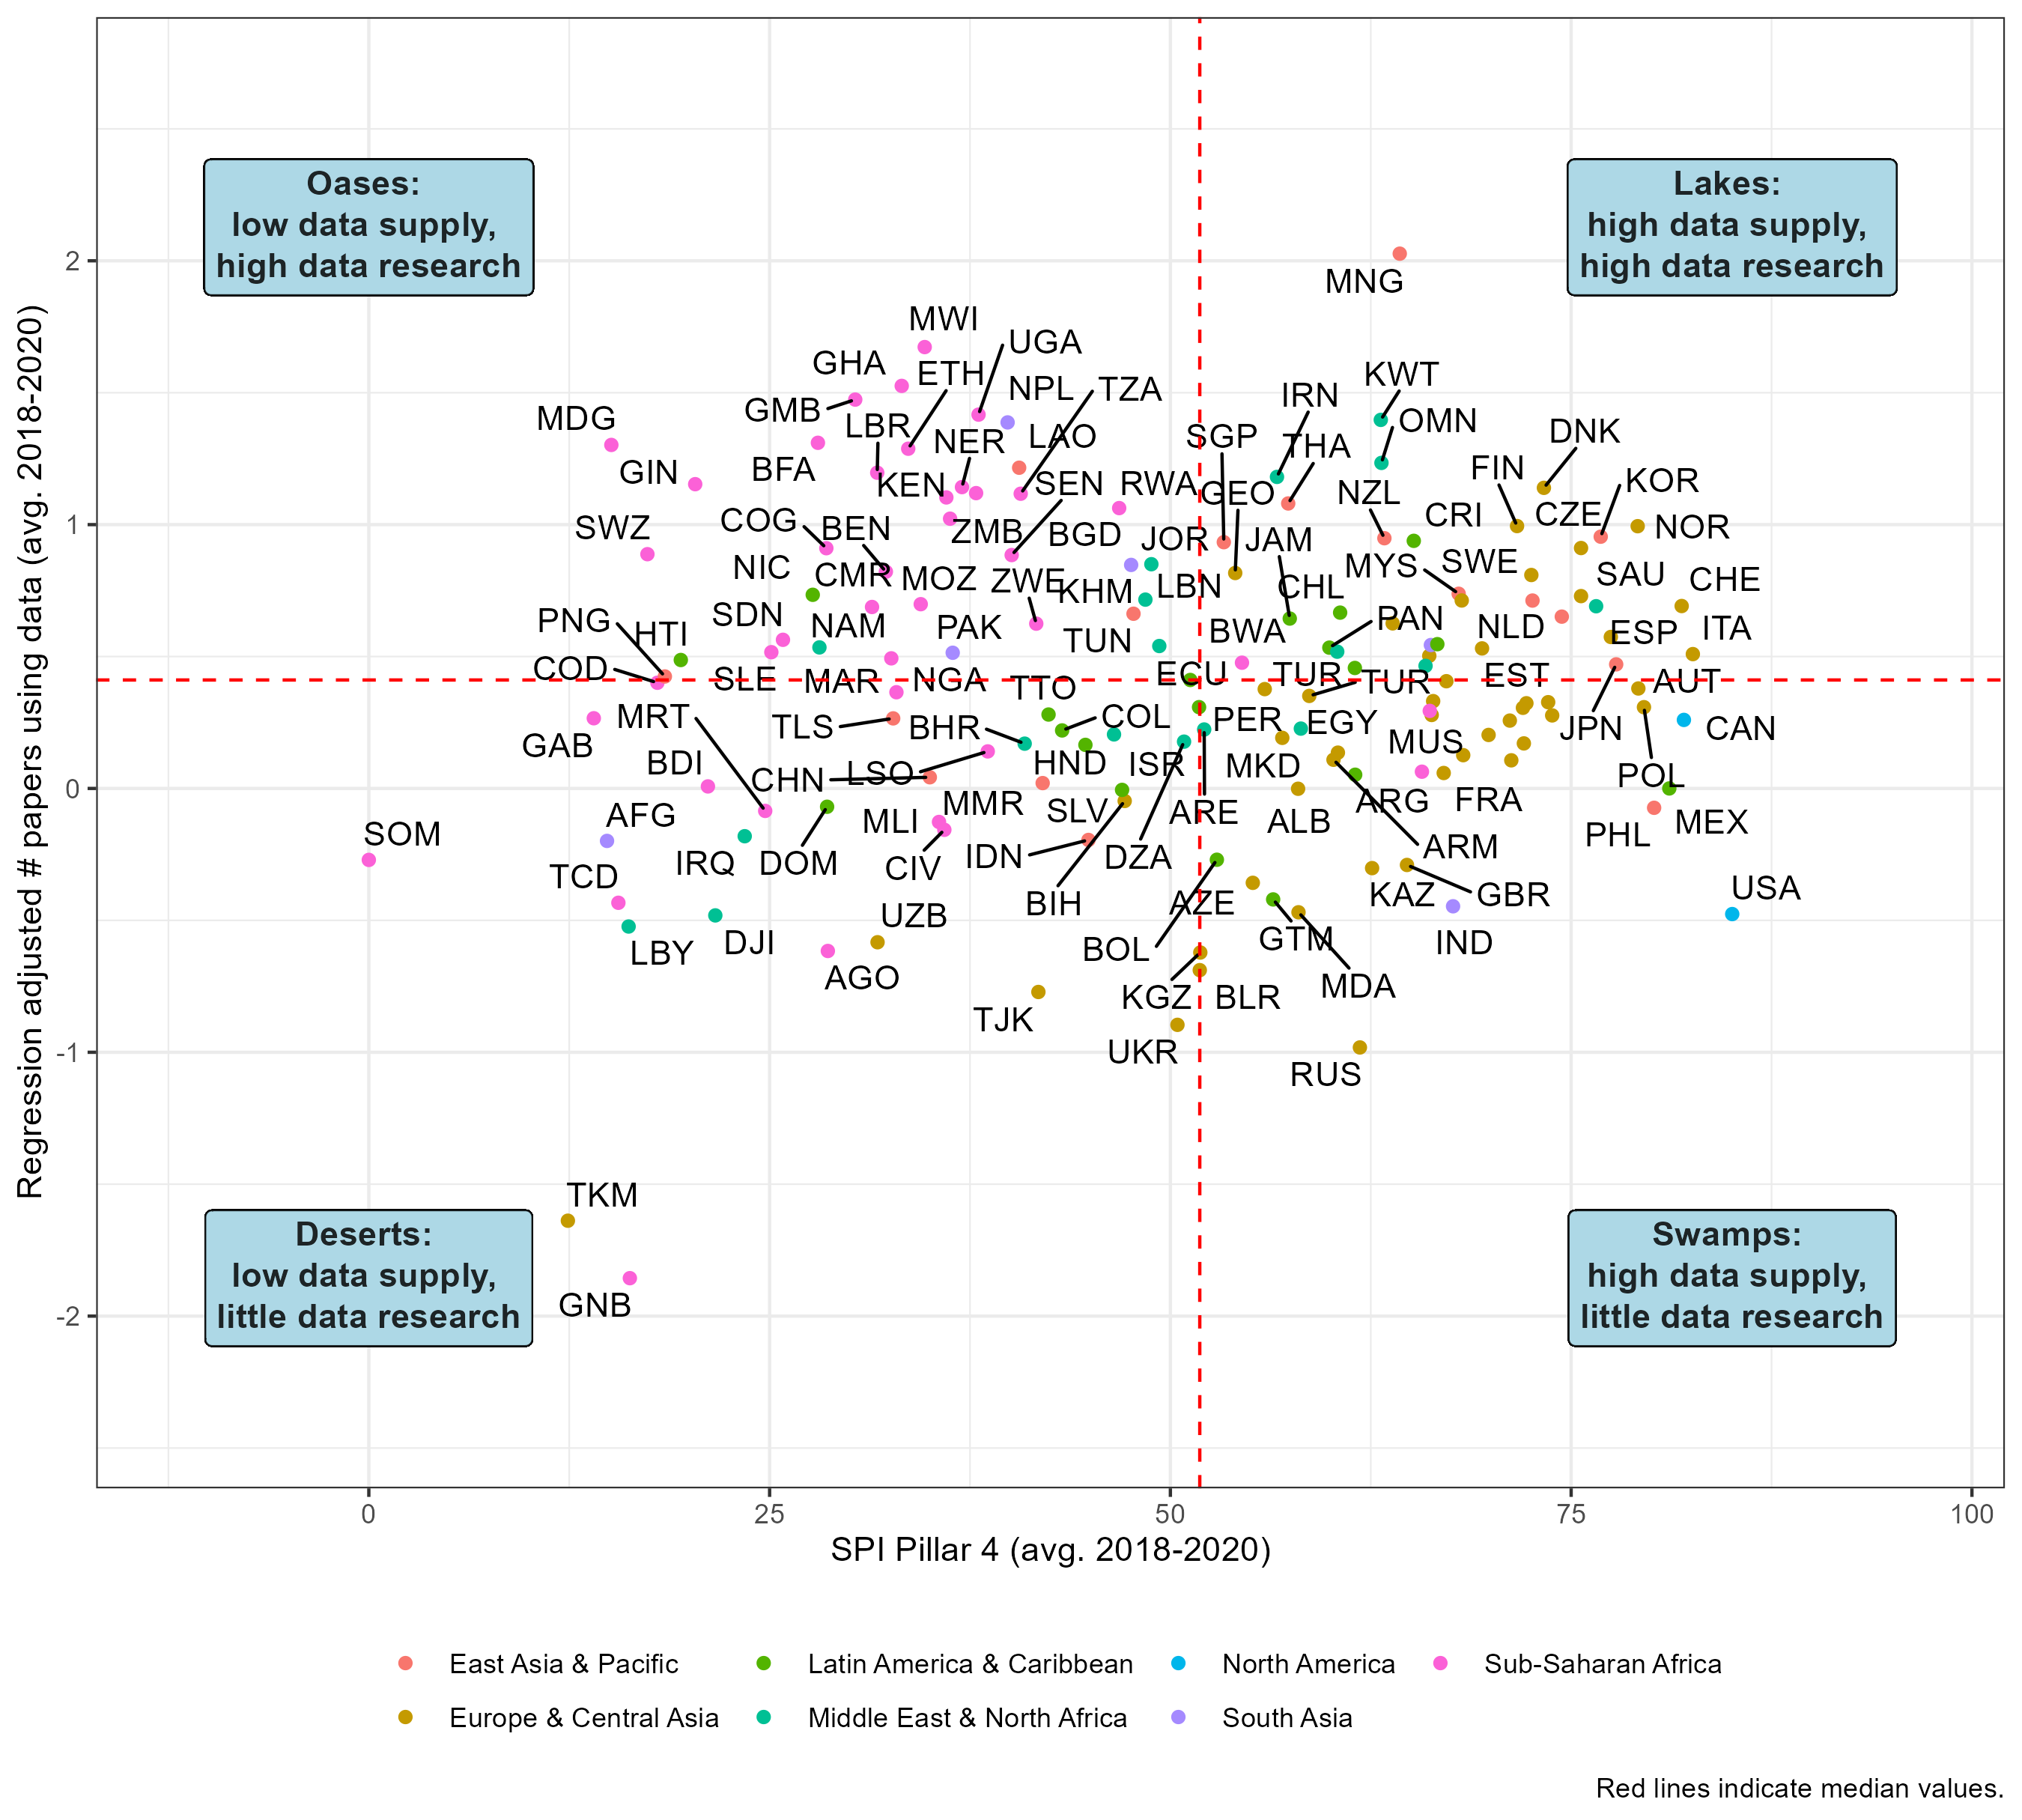 Oases:
low data supply,
high data research
Lakes:
high data supply,
high data research
MNG
MWI
UGA
GHA
ETH
KWT
NPL
TZA
IRN
GMB
OMN
MDG
LBR
DNK
NER
LAO
SGP
THA
BFA
GIN
FIN
KEN
SEN
RWA
GEO
NZL
KOR
SWZ
COG
BEN
ZMB
BGD
JOR
JAM
CRI
CZE
NOR
NIC
CMR
MOZ
ZWE
KHM
LBN
CHL
MYS
SWE
SAU
CHE
PNG
HTI
SDN
NAM
PAK
TUN
BWA
PAN
NLD
ESP
ITA
COD
SLE
MAR
NGA
TTO
ECU
TUR
TUR
EST
AUT
GAB
MRT
TLS
BHR
COL
PER
EGY
MUS
JPN
CAN
BDI
CHN
LSO
HND
ISR
MKD
POL
SOM
AFG
IRQ
DOM
MLI
MMR
SLV
ARE
ALB
ARG
FRA
PHL
MEX
TCD
CIV
IDN
DZA
ARM
LBY
DJI
UZB
BIH
AZE
KAZ
GBR
USA
AGO
BOL
GTM
IND
TJK
KGZ
BLR
MDA
UKR
RUS
TKM
GNB
Deserts:
low data supply,
little data research
Swamps:
high data supply,
little data research
2
1
0
-1
-2
Regression adjusted # papers using data (avg. 2018-2020)
0
25
50
75
100
SPI Pillar 4 (avg. 2018-2020)
East Asia & Pacific
Latin America & Caribbean
North America
Sub-Saharan Africa
Europe & Central Asia
Middle East & North Africa
South Asia
Red lines indicate median values.